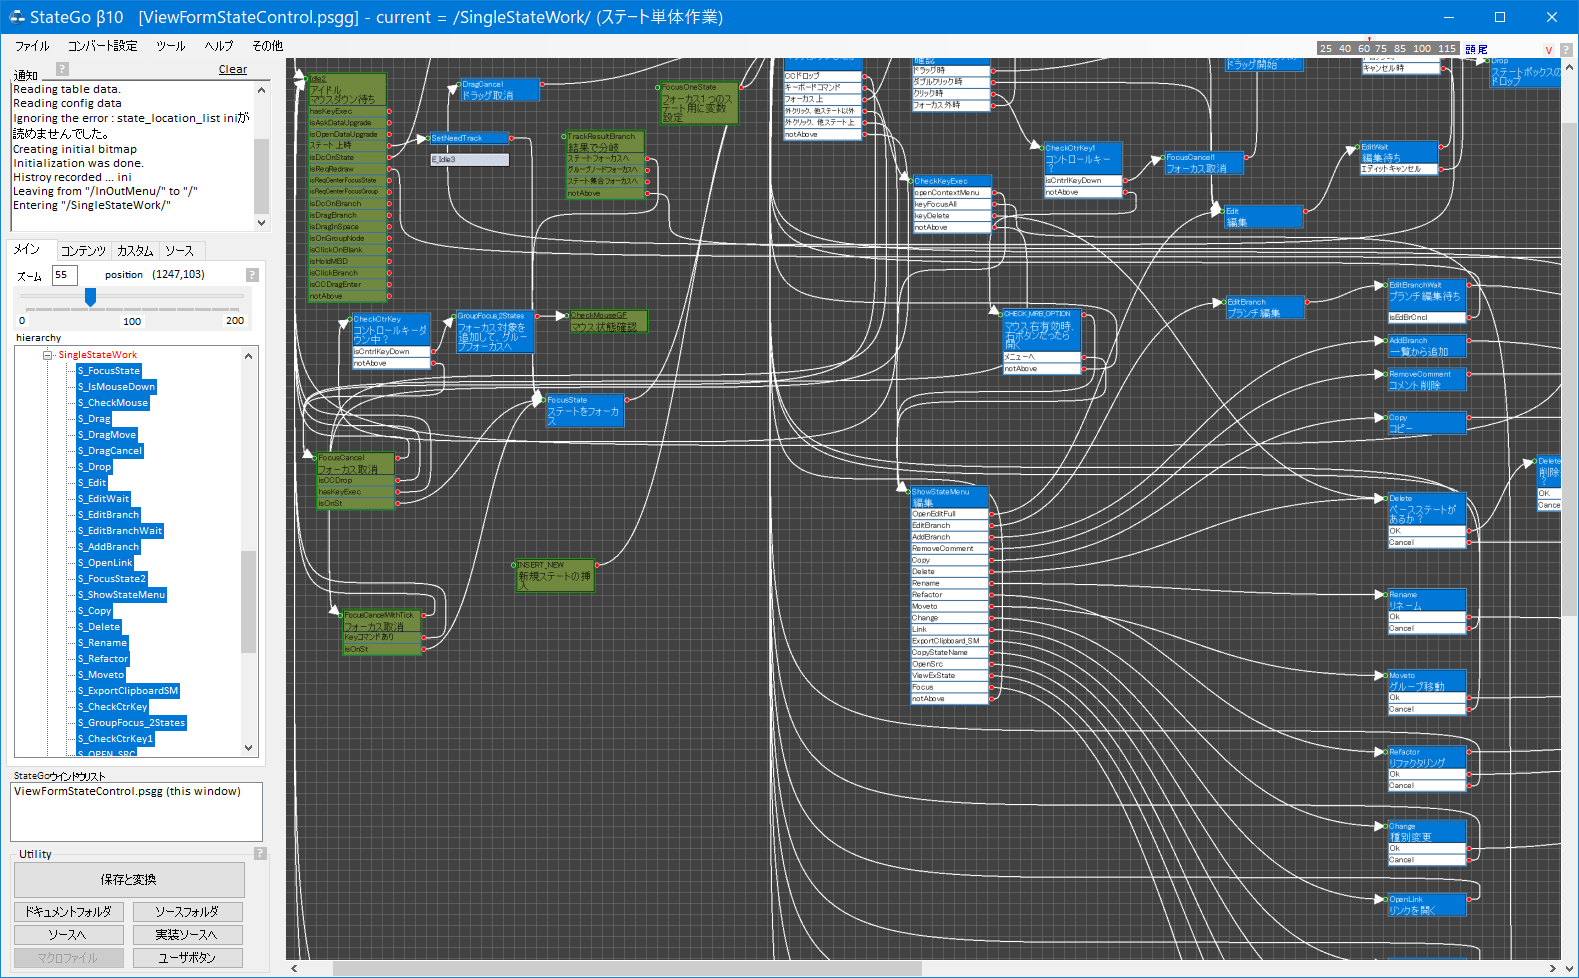 StateGo β10   [ViewFormStateControl.psgg] - current = /SingleStateWork/ (ステート単体作業)
ファイル コンバート設定 ツール ヘルプ その他
25 40 60 75 85 100 115 頭 尾 V ?
通知 ? Clear
Reading table data.
Reading config data
Ignoring the error : state_location_list iniが
読めませんでした。
Creating initial bitmap
Initialization was done.
Histroy recorded ... ini
Leaving from "/InOutMenu/" to "/"
Entering "/SingleStateWork/"
メイン コンテンツ カスタム ソース
ズーム 55 position (1247,103) ?
0 100 200
hierarchy
SingleStateWork
S_FocusState
S_IsMouseDown
S_CheckMouse
S_Drag
S_DragMove
S_DragCancel
S_Drop
S_Edit
S_EditWait
S_EditBranch
S_EditBranchWait
S_AddBranch
S_OpenLink
S_FocusState2
S_ShowStateMenu
S_Copy
S_Delete
S_Rename
S_Refactor
S_Moveto
S_ExportClipboardSM
S_CheckCtrKey
S_GroupFocus_2States
S_CheckCtrKey1
S_OPEN_SRC
StateGoウインドウリスト
ViewFormStateControl.psgg (this window)
Utility ?
保存と変換
ドキュメントフォルダ ソースフォルダ
ソースへ 実装ソースへ
マクロファイル ユーザボタン
Idle2
アイドル
マウスダウン待ち
hasKeyExec
isAskDataUpgrade
isOpenDataUpgrade
ステート上時
isDcOnState
isReqRedraw
isReqCenterFocusState
isReqCenterFocusGroup
isDcOnBranch
isDragBranch
isDragInSpace
isOnGroupNode
isClickOnBlank
isHoldMBD
isClickBranch
isCCDragEnter
notAbove
DragCancel
ドラッグ取消
SetNeedTrack
E_Idle3
FocusOneState
フォーカス1つのス
テート用に変数
設定
TrackResultBranch
結果で分岐
ステートフォーカスへ
グループノードフォーカスへ
ステート集合フォーカスへ
notAbove
CheckCtrKey
コントロールキーダ
ウン中？
isCntrlKeyDown
notAbove
GroupFocus_2States
フォーカス対象を
追加して、グルー
プフォーカスへ
CheckMouseGF
マウス状態確認
FocusState
ステートをフォーカ
ス
FocusCancel
フォーカス取消
isCCDrop
hasKeyExec
isOnSt
INSERT_NEW
新規ステートの挿
入
FocusCancelWithTick
フォーカス取消
Keyコマンドあり
isOnSt
CCドロップ
キーボードコマンド
フォーカス上
外クリック、他ステート以外
外クリック、他ステート上
notAbove
確認
ドラッグ時
ダブルクリック時
クリック時
フォーカス外時
CheckKeyExec
openContextMenu
keyFocusAll
keyDelete
notAbove
CheckCtrKey1
コントロールキー
？
isCntrlKeyDown
notAbove
FocusCancel1
フォーカス取消
ドラッグ開始
Edit
編集
キャンセル時
EditWait
編集待ち
エディットキャンセル
Drop
ステートボックスの
ドロップ
CHECK_MRB_OPTION
マウス右有効時、
右ボタンだったら
開く
メニューへ
notAbove
EditBranch
ブランチ編集
EditBranchWait
ブランチ編集待ち
isEdBrCncl
AddBranch
一覧から追加
RemoveComment
コメント削除
Copy
コピー
ShowStateMenu
編集
OpenEditFull
EditBranch
AddBranch
RemoveComment
Copy
Delete
Rename
Refactor
Moveto
Change
Link
ExportClipboard_SM
CopyStateName
OpenSrc
ViewExState
Focus
notAbove
Delete
ベースステートが
あるか？
OK
Cancel
Delete
削除
？
OK
Cance
Rename
リネーム
Ok
Cancel
Moveto
グループ移動
Ok
Cancel
Refactor
リファクタリング
Ok
Cancel
Change
種別変更
Ok
Cancel
OpenLink
リンクを開く